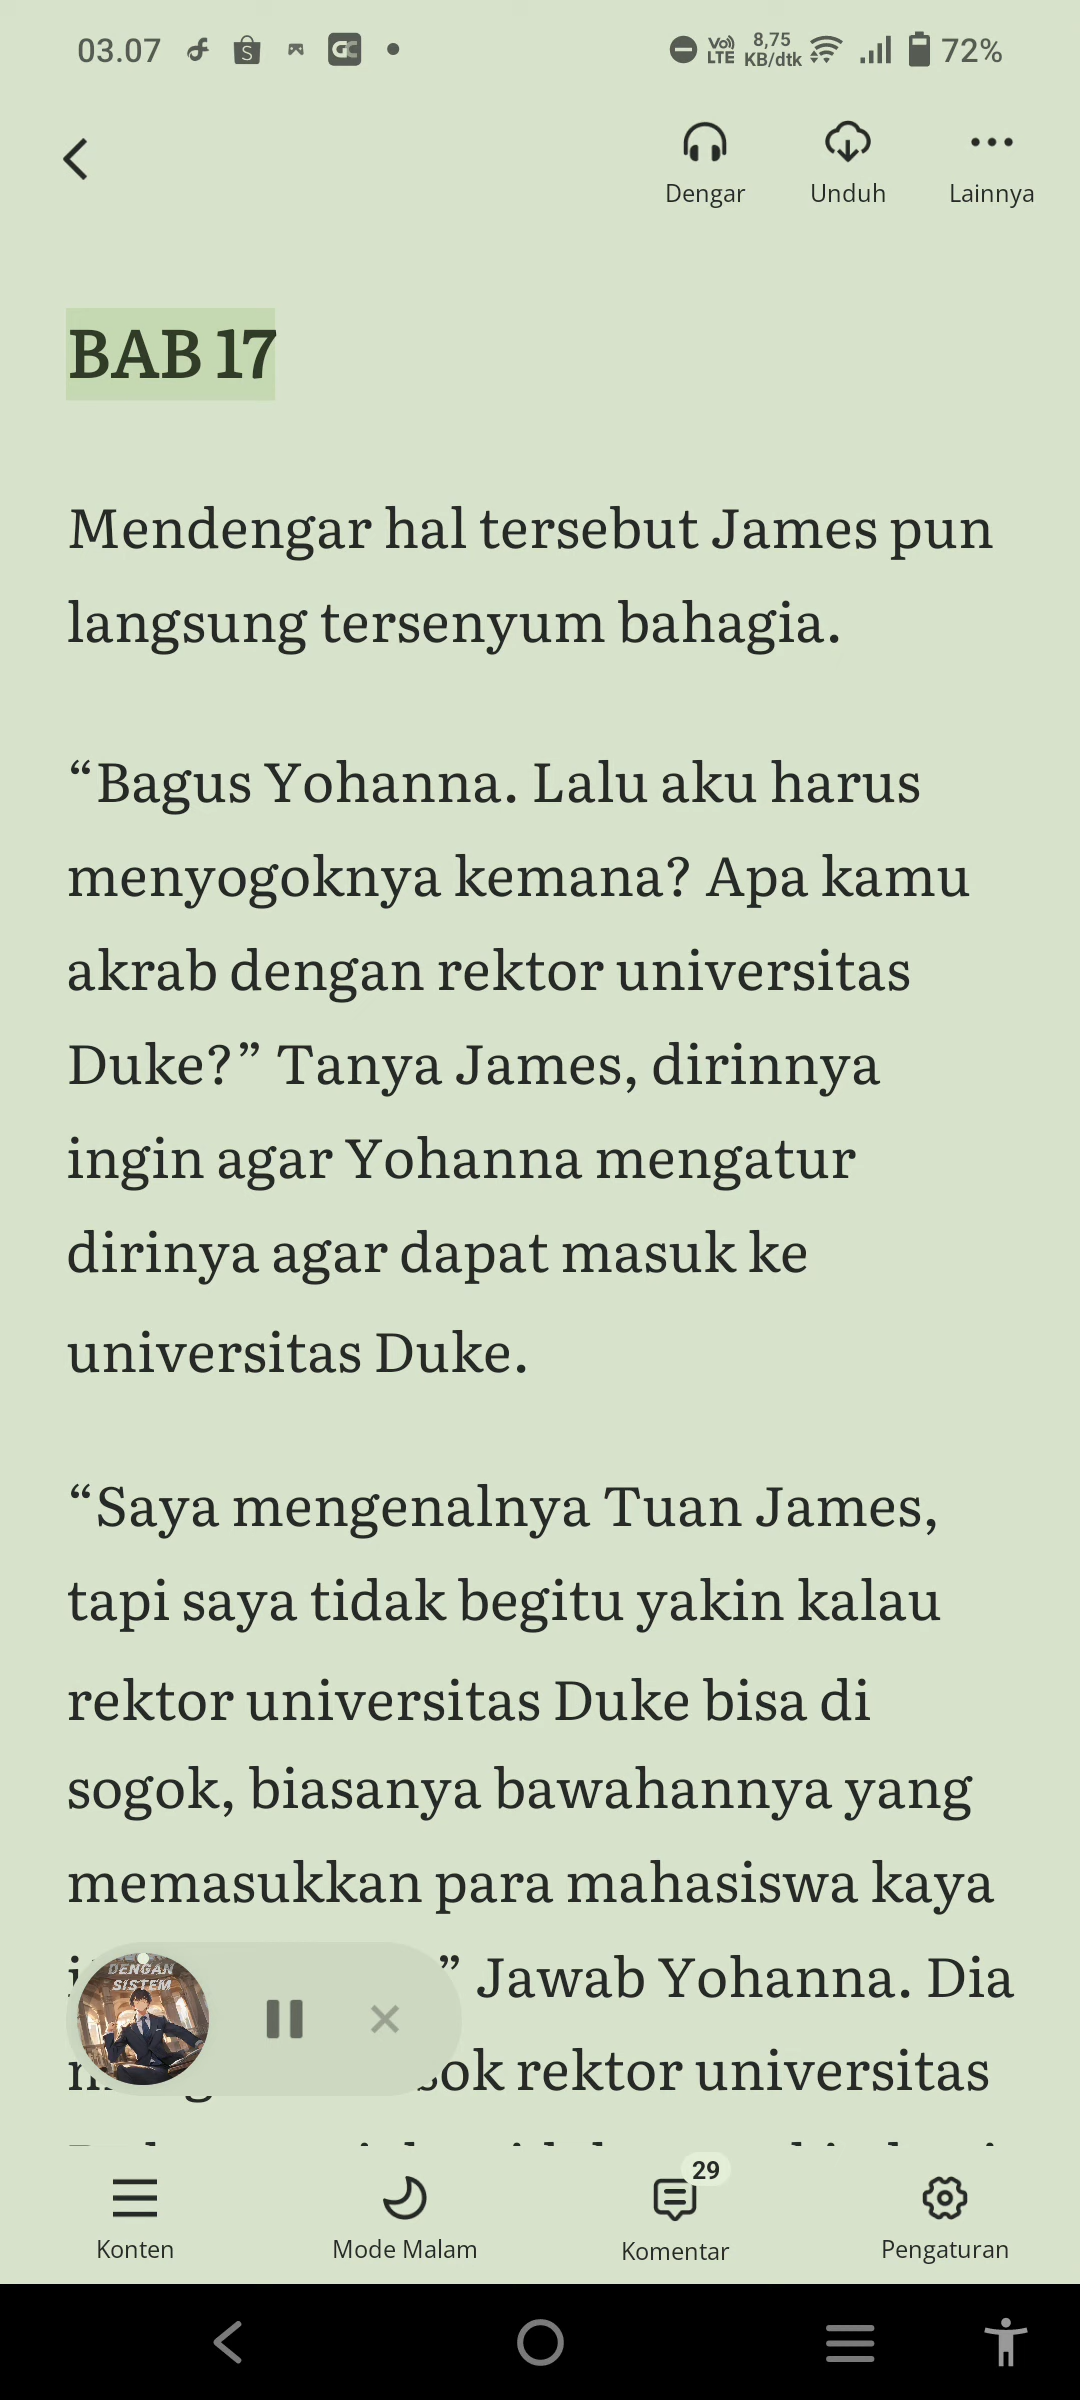 03.07
8,75
Vo)) LTE KB/dtk 72%
Dengar Unduh Lainnya
BAB 17
Mendengar hal tersebut James pun
langsung tersenyum bahagia.
“Bagus Yohanna. Lalu aku harus
menyogoknya kemana? Apa kamu
akrab dengan rektor universitas
Duke?” Tanya James, dirinnya
ingin agar Yohanna mengatur
dirinya agar dapat masuk ke
universitas Duke.
“Saya mengenalnya Tuan James,
tapi saya tidak begitu yakin kalau
rektor universitas Duke bisa di
sogok, biasanya bawahannya yang
memasukkan para mahasiswa kaya
” Jawab Yohanna. Dia
rektor universitas
DENGAN
SISTEM
29
Konten Mode Malam Komentar Pengaturan